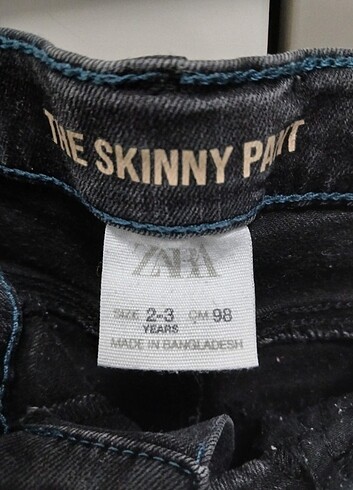 THE SKINNY PANT
ZARA
SIZE 2-3 CM 98
YEARS
MADE IN BANGLADESH